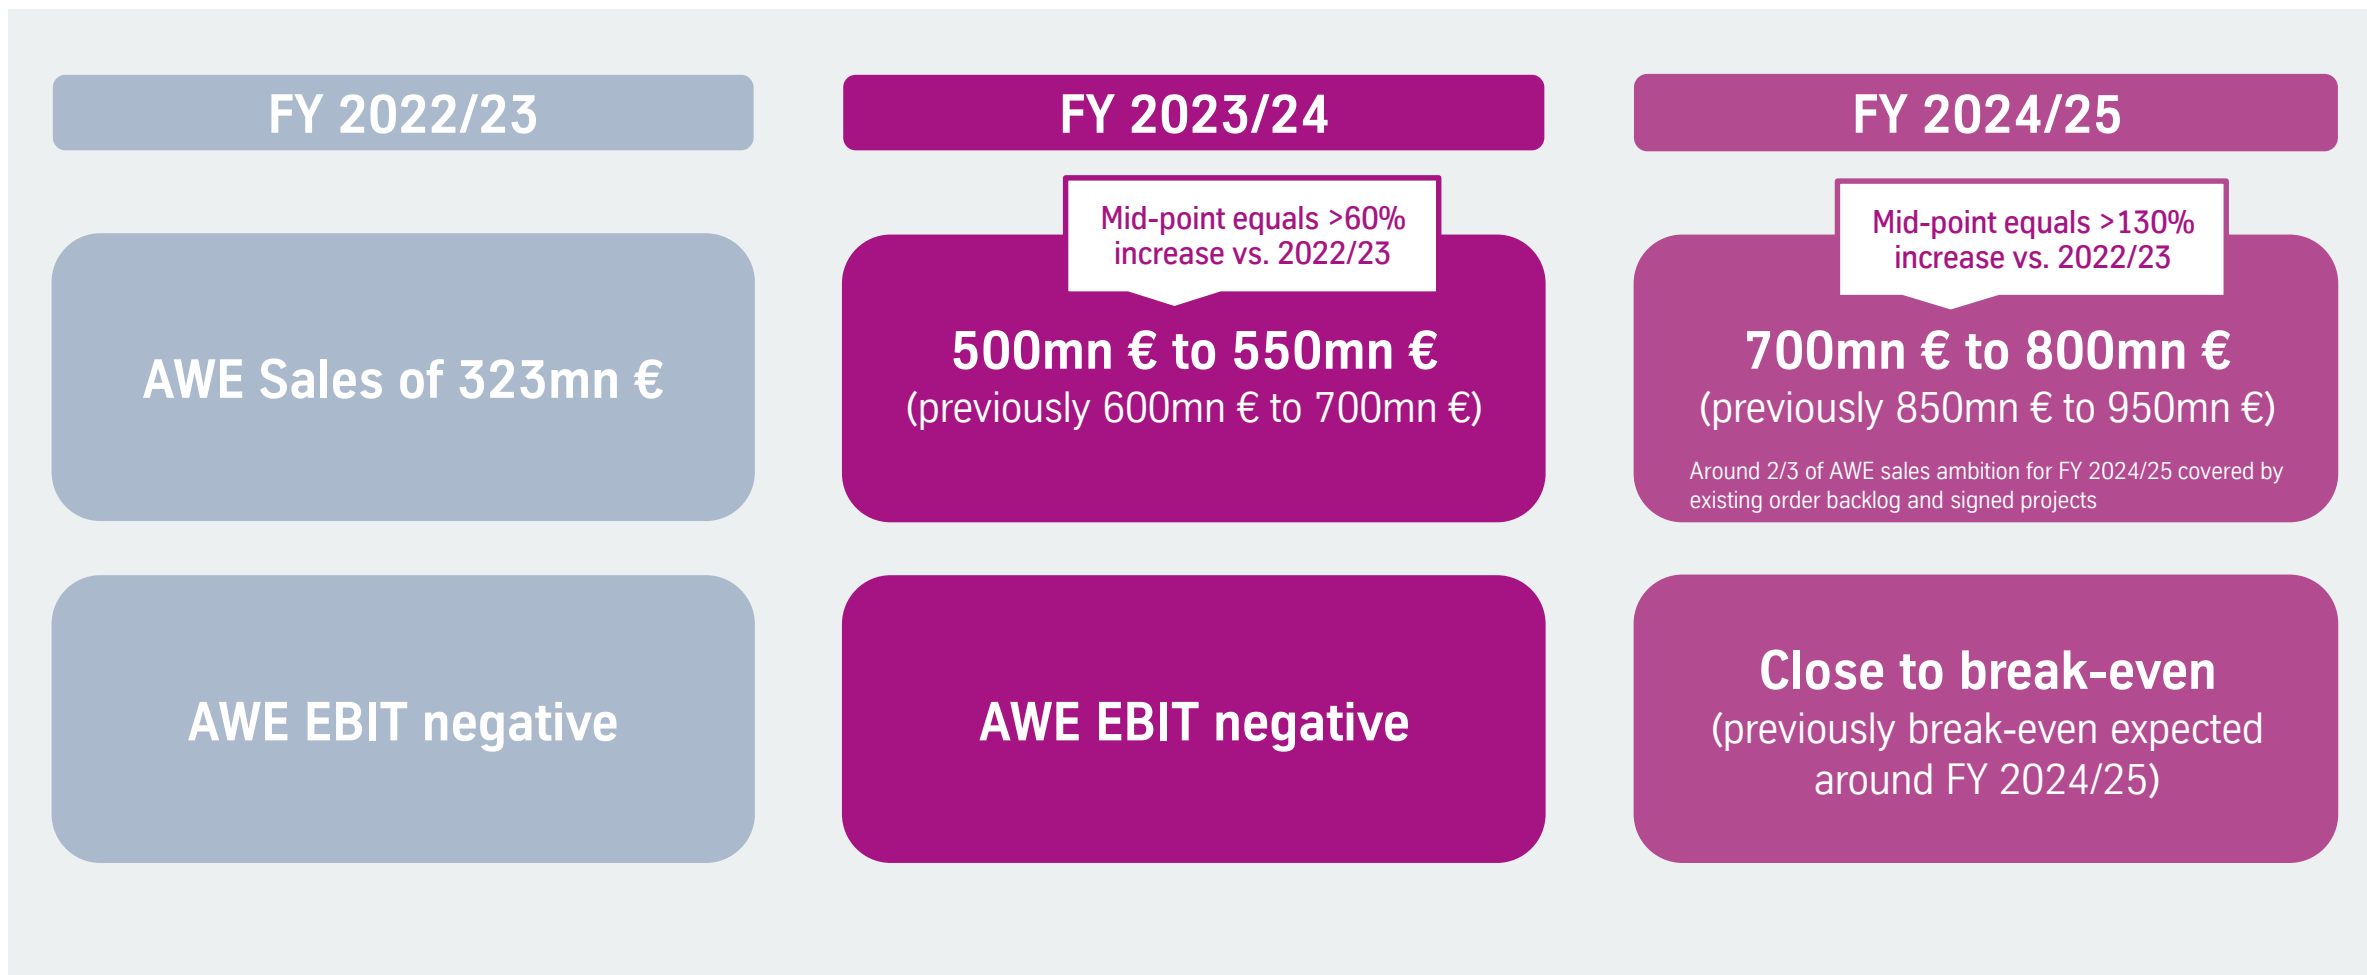 FY 2022/23
FY 2023/24
FY 2024/25
AWE Sales of 323mn €
Mid-point equals >60%
increase vs. 2022/23
500mn € to 550mn €
(previously 600mn € to 700mn €)
Mid-point equals >130%
increase vs. 2022/23
700mn € to 800mn €
(previously 850mn € to 950mn €)
Around 2/3 of AWE sales ambition for FY 2024/25 covered by
existing order backlog and signed projects
AWE EBIT negative
AWE EBIT negative
Close to break-even
(previously break-even expected
around FY 2024/25)